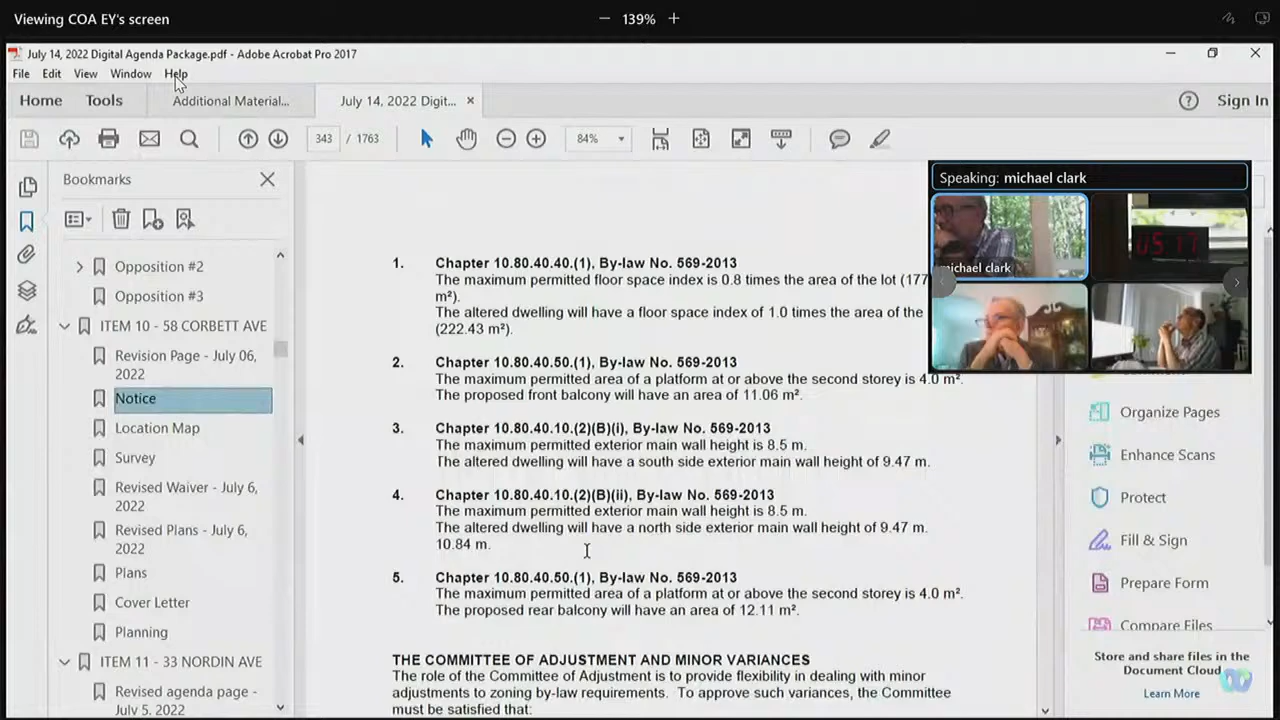 Viewing COA EY's screen
139%
July 14, 2022 Digital Agenda Package.pdf - Adobe Acrobat Pro 2017
File Edit View Window Help
Home Tools Additional Material... July 14, 2022 Digit... Sign In
343 / 1763 84%
Bookmarks
Opposition #2
Opposition #3
ITEM 10 - 58 CORBETT AVE
Revision Page - July 06,
2022
Notice
Location Map
Survey
Revised Waiver - July 6,
2022
Revised Plans - July 6,
2022
Plans
Cover Letter
Planning
ITEM 11 - 33 NORDIN AVE
Revised agenda page -
July 5, 2022
1. Chapter 10.80.40.40.(1), By-law No. 569-2013
The maximum permitted floor space index is 0.8 times the area of the lot (177
m²).
The altered dwelling will have a floor space index of 1.0 times the area of the
(222.43 m²).
2. Chapter 10.80.40.50.(1), By-law No. 569-2013
The maximum permitted area of a platform at or above the second storey is 4.0 m².
The proposed front balcony will have an area of 11.06 m².
3. Chapter 10.80.40.10.(2)(B)(i), By-law No. 569-2013
The maximum permitted exterior main wall height is 8.5 m.
The altered dwelling will have a south side exterior main wall height of 9.47 m.
4. Chapter 10.80.40.10.(2)(B)(ii), By-law No. 569-2013
The maximum permitted exterior main wall height is 8.5 m.
The altered dwelling will have a north side exterior main wall height of 9.47 m.
10.84 m.
5. Chapter 10.80.40.50.(1), By-law No. 569-2013
The maximum permitted area of a platform at or above the second storey is 4.0 m².
The proposed rear balcony will have an area of 12.11 m².
THE COMMITTEE OF ADJUSTMENT AND MINOR VARIANCES
The role of the Committee of Adjustment is to provide flexibility in dealing with minor
adjustments to zoning by-law requirements. To approve such variances, the Committee
must be satisfied that:
Speaking: michael clark
michael clark
Organize Pages
Enhance Scans
Protect
Fill & Sign
Prepare Form
Compare Files
Store and share files in the
Document Cloud
Learn More